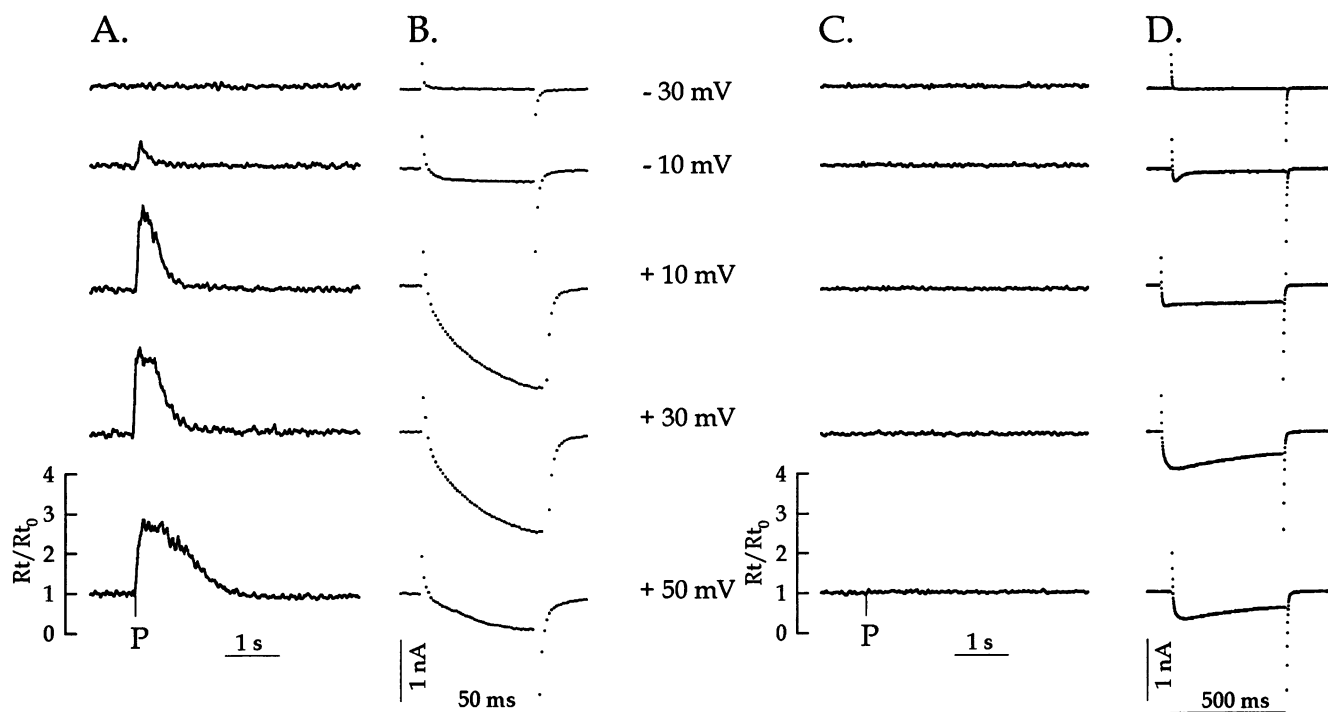 A.
B.
C.
D.
- 30 mV
- 10 mV
+ 10 mV
+ 30 mV
+ 50 mV
4
3
2
1
0
Rt/Rt0
P
1 s
1 nA
50 ms
4
3
2
1
0
Rt/Rt0
P
1 s
1 nA
500 ms